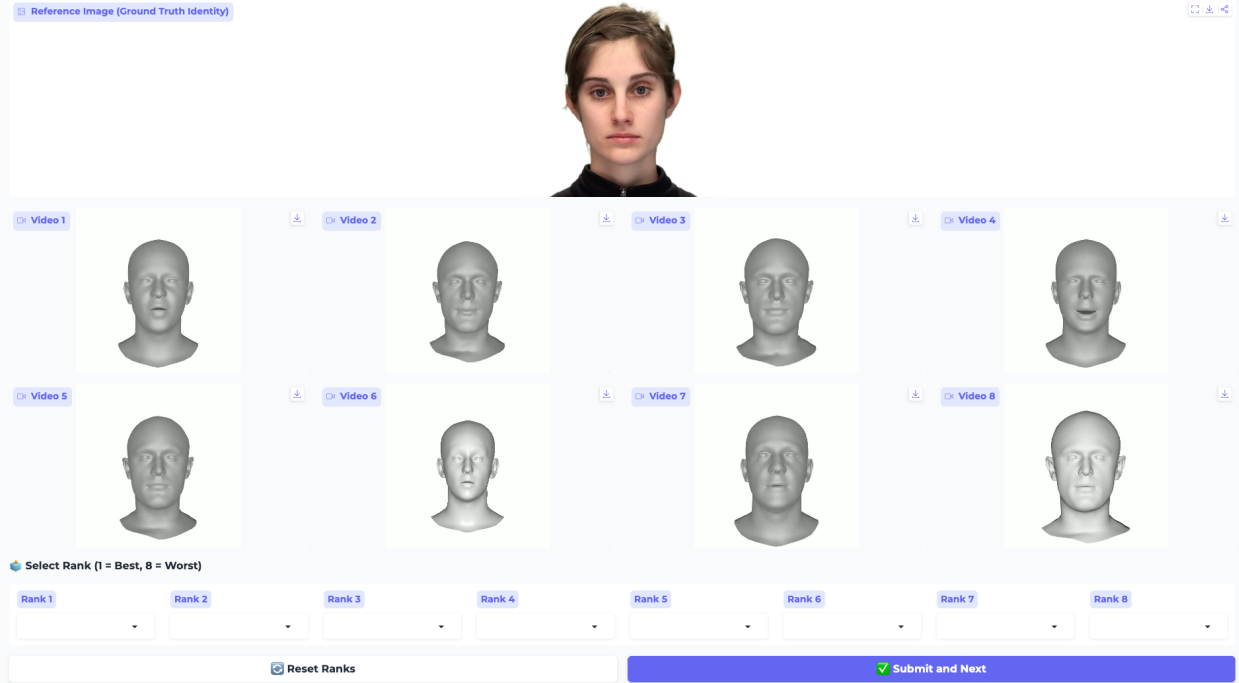 Reference Image (Ground Truth Identity)
Video 1
Video 2
Video 3
Video 4
Video 5
Video 6
Video 7
Video 8
Select Rank (1 = Best, 8 = Worst)
Rank 1
Rank 2
Rank 3
Rank 4
Rank 5
Rank 6
Rank 7
Rank 8
Reset Ranks
Submit and Next